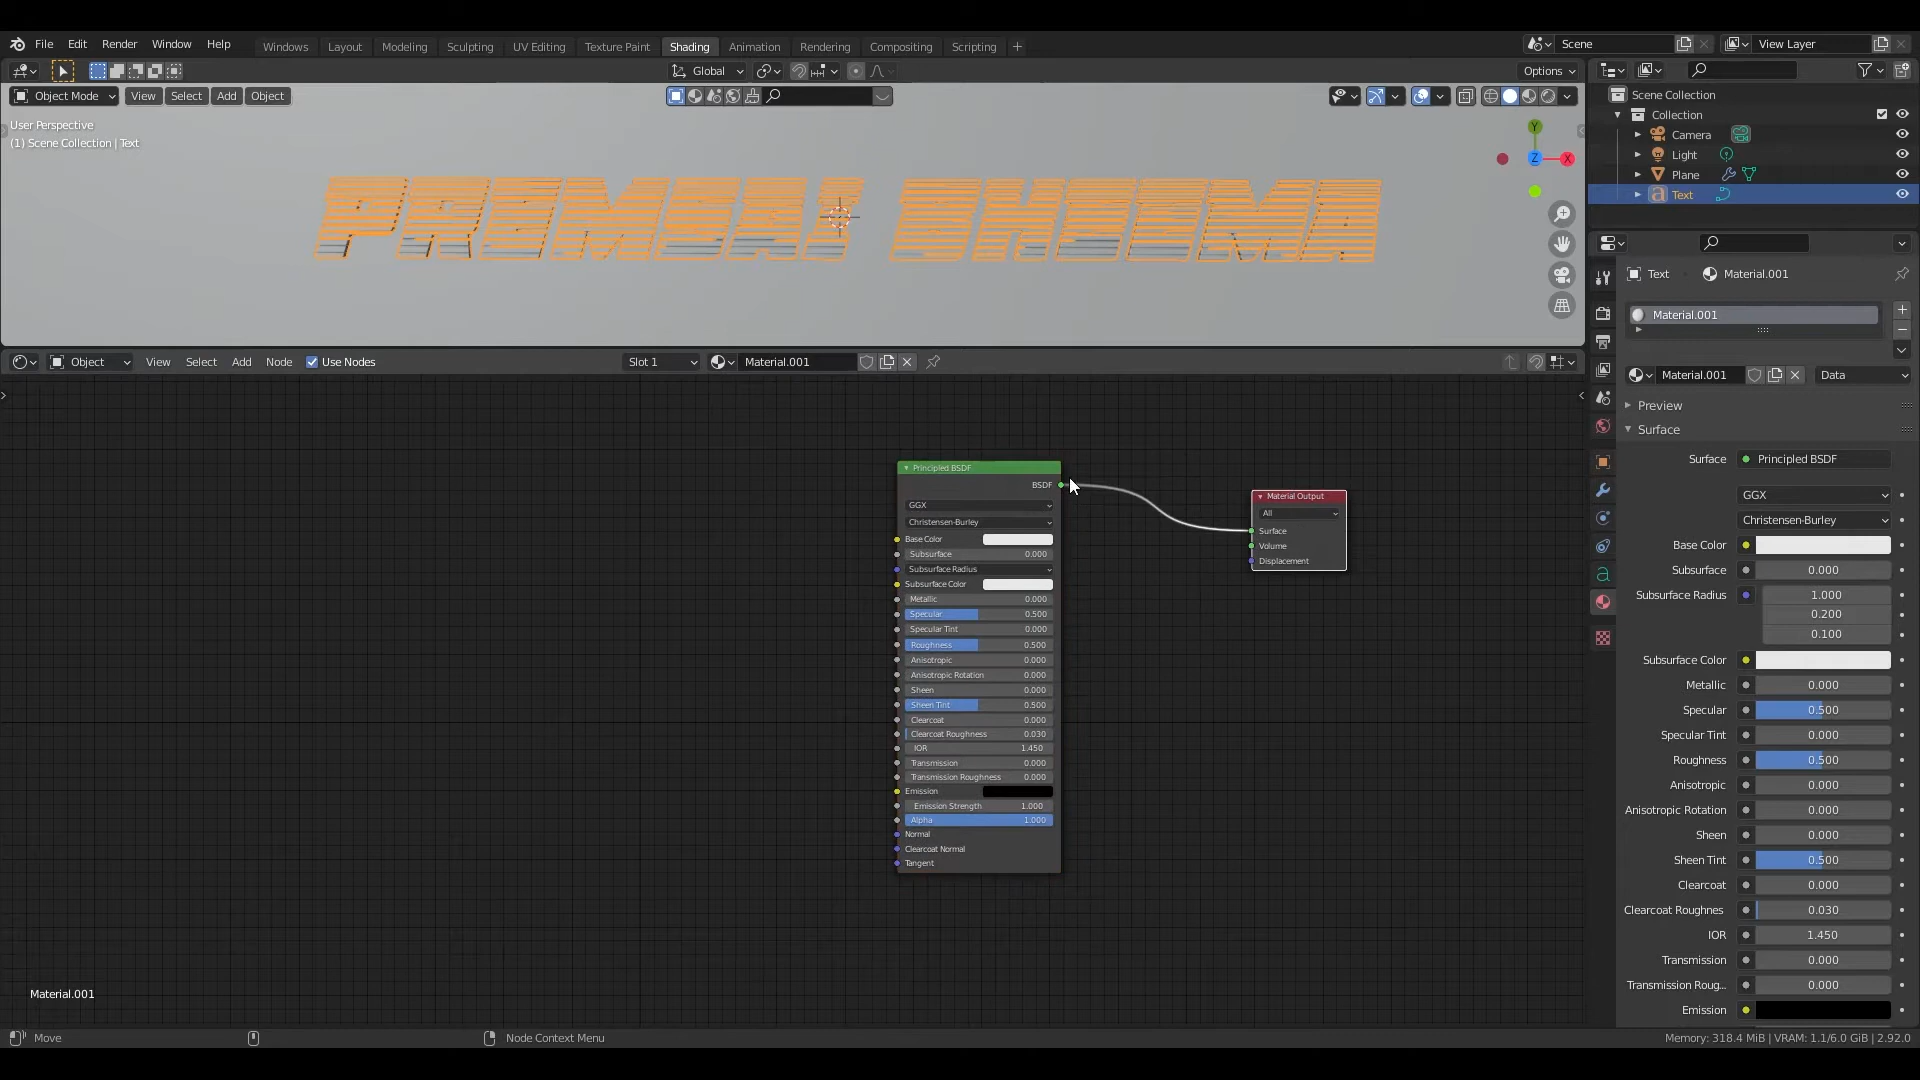 File Edit Render Window Help
Windows Layout Modeling Sculpting UV Editing Texture Paint Shading Animation Rendering Compositing Scripting +
Scene
View Layer
Global
Options
Object Mode View Select Add Object
User Perspective
(1) Scene Collection | Text
Y
Z
X
Scene Collection
Collection
Camera
Light
Plane
Text
Object View Select Add Node Use Nodes
Slot 1
Material.001
Principled BSDF
BSDF
GGX
Christensen-Burley
Base Color
Subsurface 0.000
Subsurface Radius
Subsurface Color
Metallic 0.000
Specular 0.500
Specular Tint 0.000
Roughness 0.500
Anisotropic 0.000
Anisotropic Rotation 0.000
Sheen 0.000
Sheen Tint 0.500
Clearcoat 0.000
Clearcoat Roughness 0.030
IOR 1.450
Transmission 0.000
Transmission Roughness 0.000
Emission
Emission Strength 1.000
Alpha 1.000
Normal
Clearcoat Normal
Tangent
Material Output
All
Surface
Volume
Displacement
Text Material.001
Material.001
Material.001
Data
Preview
Surface
Surface Principled BSDF
GGX
Christensen-Burley
Base Color
Subsurface 0.000
Subsurface Radius 1.000
0.200
0.100
Subsurface Color
Metallic 0.000
Specular 0.500
Specular Tint 0.000
Roughness 0.500
Anisotropic 0.000
Anisotropic Rotation 0.000
Sheen 0.000
Sheen Tint 0.500
Clearcoat 0.000
Clearcoat Roughnes 0.030
IOR 1.450
Transmission 0.000
Transmission Roug... 0.000
Emission
Material.001
Move
Node Context Menu
Memory: 318.4 MiB | VRAM: 1.1/6.0 GiB | 2.92.0